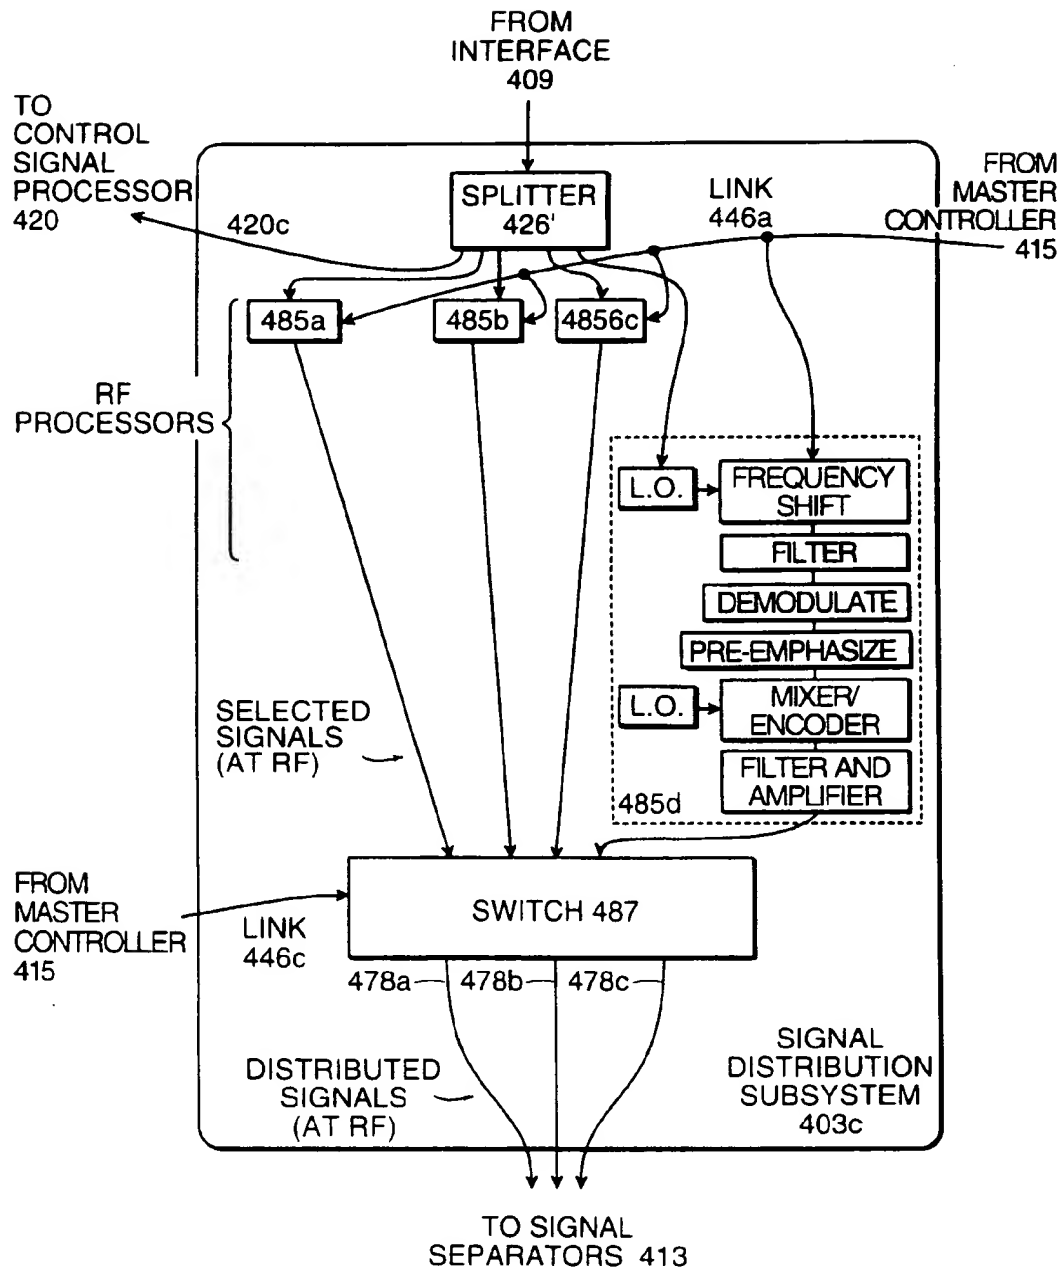 FROM
INTERFACE
409
TO
CONTROL
SIGNAL
PROCESSOR
420
420c
SPLITTER
426'
LINK
446a
FROM
MASTER
CONTROLLER
415
485a
485b
4856c
RF
PROCESSORS
L.O.
FREQUENCY
SHIFT
FILTER
DEMODULATE
PRE-EMPHASIZE
L.O.
MIXER/
ENCODER
FILTER AND
AMPLIFIER
485d
SELECTED
SIGNALS
(AT RF)
FROM
MASTER
CONTROLLER
415
LINK
446c
SWITCH 487
478a
478b
478c
DISTRIBUTED
SIGNALS
(AT RF)
SIGNAL
DISTRIBUTION
SUBSYSTEM
403c
TO SIGNAL
SEPARATORS 413